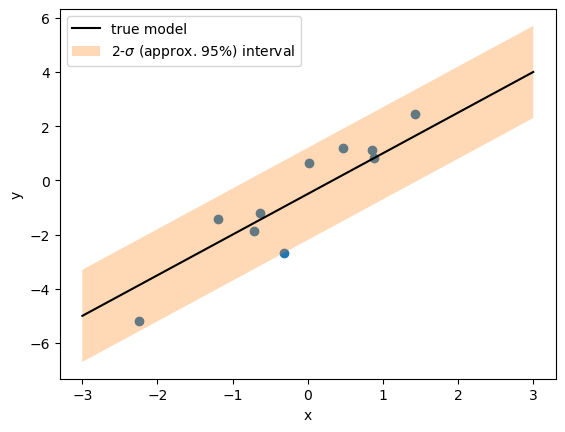 true model
2-σ (approx. 95%) interval
6
4
2
0
−2
−4
−6
y
−3 −2 −1 0 1 2 3
x